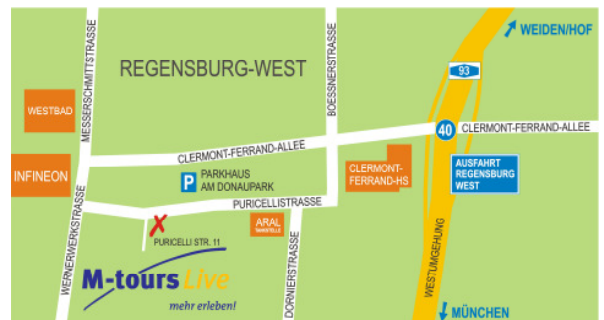 WEIDEN/HOF
MESSERSCHMITTSTRASSE
REGENSBURG-WEST
BOESSNERSTRASSE
93
WESTBAD
40
CLERMONT-FERRAND-ALLEE
CLERMONT-FERRAND-ALLEE
INFINEON
P
PARKHAUS
AM DONAUPARK
CLERMONT-
FERRAND-HS
AUSFAHRT
REGENSBURG
WEST
PURICELLISTRASSE
WERNERWERKSTRASSE
ARAL
TANKSTELLE
PURICELLI STR. 11
DORNIERSTRASSE
WESTUMGEHUNG
M-tours Live
mehr erleben!
MÜNCHEN